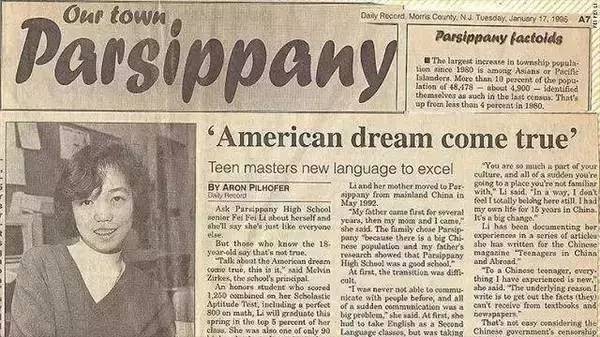 Our town
Parsippany
Daily Record, Morris County, N.J. Tuesday, January 17, 1995 A7
Parsippany factoids
■ The largest increase in township popula-
tion since 1980 is among Asians or Pacific
Islanders. More than 10 percent of the popu-
lation of 48,478 — about 4,900 — identified
themselves as such in the last census. That's
up from less than 4 percent in 1980.
'American dream come true'
Teen masters new language to excel
BY ARON PILHOFER
Daily Record
Ask Parsippany High School
senior Fei Fei Li about herself and
she'll say she's just like everyone
else.
But those who know the 18-
year-old say that's not true.
"Talk about the American dream
come true, this is it," said Melvin
Zirkes, the school's principal.
An honors student who scored
1,250 combined on her Scholastic
Aptitude Test, including a perfect
800 on math, Li will graduate this
spring in the top 5 percent of her
class. She was also one of only 90
Li and her mother moved to Par-
sippany from mainland China in
May 1992.
"My father came first for several
years, then my mom and I came,"
she said. The family chose Parsip-
pany "because there is a big Chi-
nese population and my father's
research showed that Parsippany
High School was a good school."
At first, the transition was diffi-
cult.
"I was never not able to commu-
nicate with people before, and all
of a sudden communication was a
big problem," she said. At first, she
had to take English as a Second
Language classes, but was taking
"You are so much a part of your
culture, and all of a sudden you're
going to a place you're not familiar
with," Li said. "In a way, I don't
feel I totally belong here still. I had
my own life for 15 years in China.
It's a big change."
Li has been documenting her
experiences in a series of articles
she has written for the Chinese
magazine "Teenagers in China
and Abroad."
"To a Chinese teenager, every-
thing I have experienced is new,"
she said. "The underlying reason I
write is to get out the facts (they)
can't receive from textbooks and
newspapers."
That's not easy considering the
Chinese government's censorship